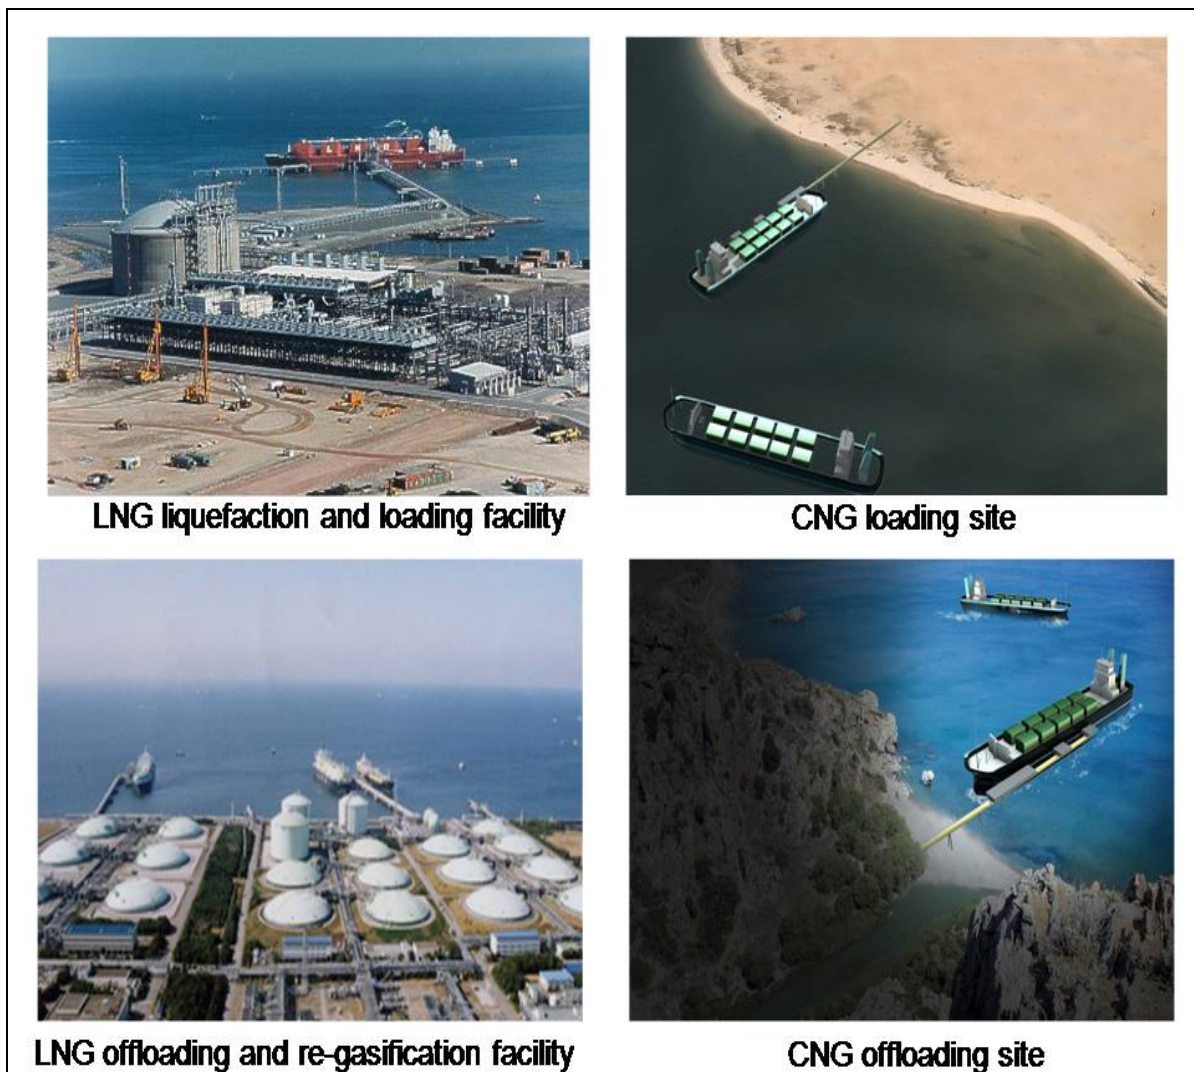 LNG liquefaction and loading facility
CNG loading site
LNG offloading and re-gasification facility
CNG offloading site